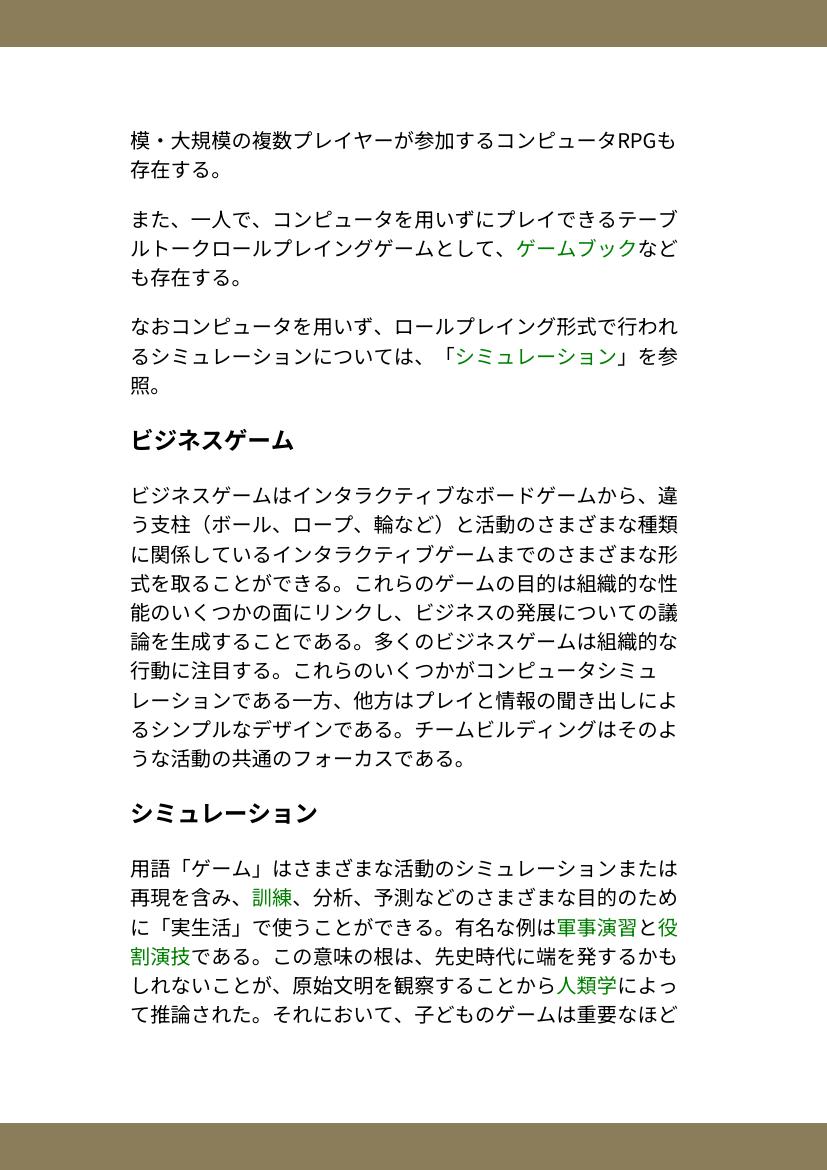 模・大規模の複数プレイヤーが参加するコンピュータRPGも
存在する。
また、一人で、コンピュータを用いずにプレイできるテーブ
ルトークロールプレイングゲームとして、ゲームブックなど
も存在する。
なおコンピュータを用いず、ロールプレイング形式で行われ
るシミュレーションについては、「シミュレーション」を参
照。
ビジネスゲーム
ビジネスゲームはインタラクティブなボードゲームから、違
う支柱（ボール、ロープ、輪など）と活動のさまざまな種類
に関係しているインタラクティブゲームまでのさまざまな形
式を取ることができる。これらのゲームの目的は組織的な性
能のいくつかの面にリンクし、ビジネスの発展についての議
論を生成することである。多くのビジネスゲームは組織的な
行動に注目する。これらのいくつかがコンピュータシミュ
レーションである一方、他方はプレイと情報の聞き出しによ
るシンプルなデザインである。チームビルディングはそのよ
うな活動の共通のフォーカスである。
シミュレーション
用語「ゲーム」はさまざまな活動のシミュレーションまたは
再現を含み、訓練、分析、予測などのさまざまな目的のため
に「実生活」で使うことができる。有名な例は軍事演習と役
割演技である。この意味の根は、先史時代に端を発するかも
しれないことが、原始文明を観察することから人類学によっ
て推論された。それにおいて、子どものゲームは重要なほど